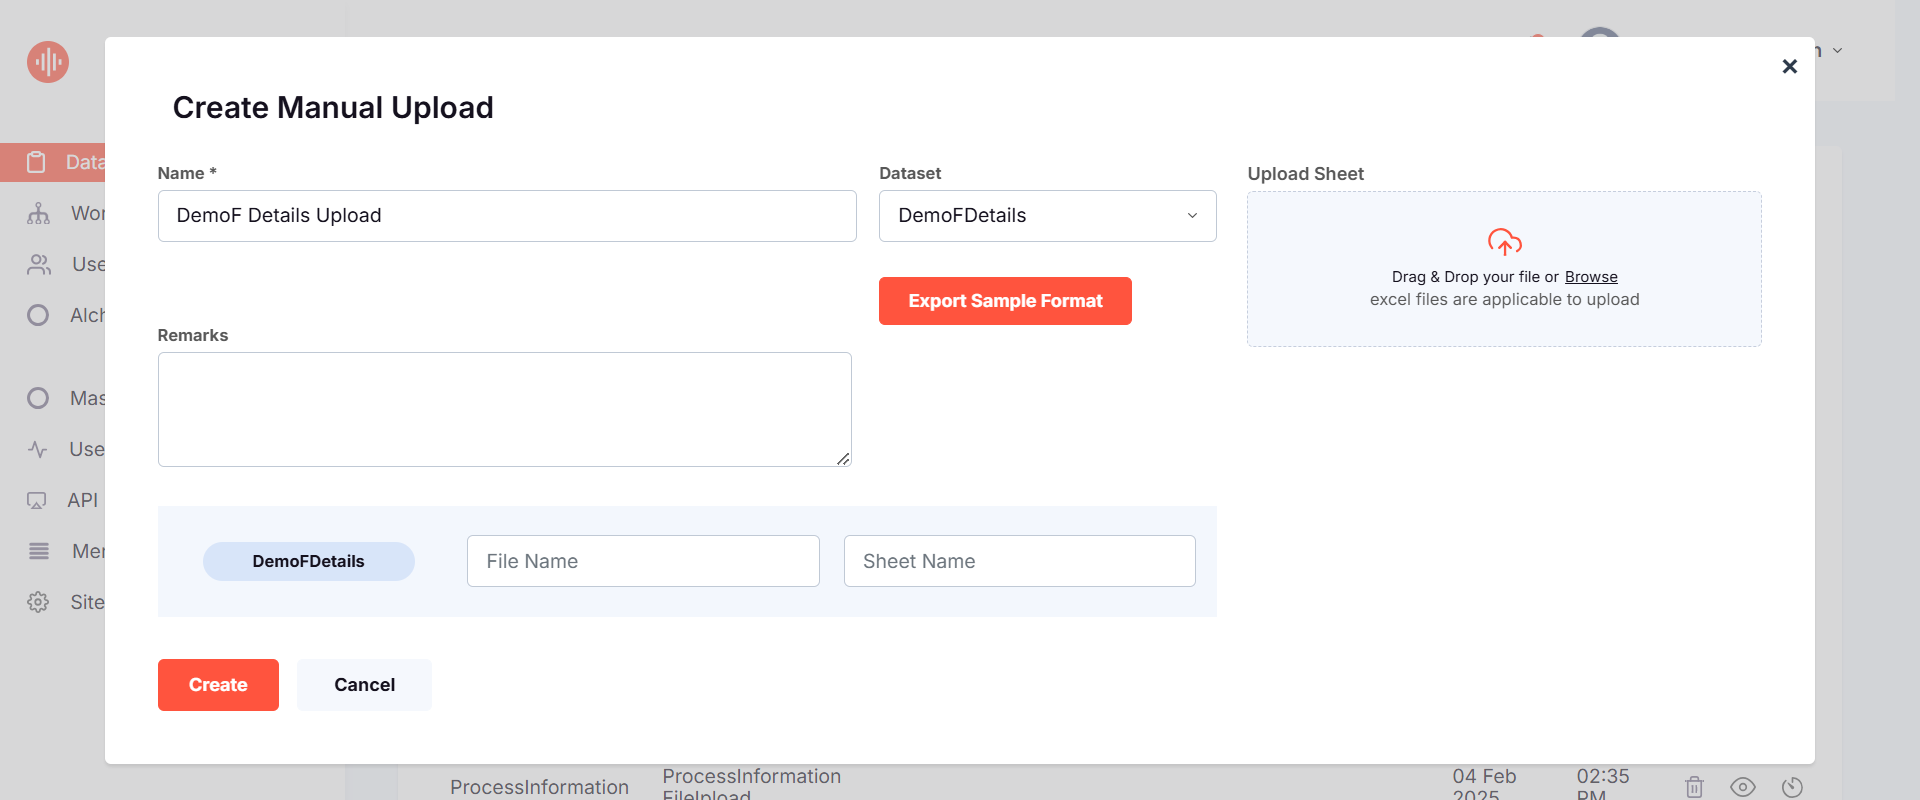 Create Manual Upload
Name *
Dataset
Upload Sheet
DemoF Details Upload
DemoFDetails
Drag & Drop your file or Browse
excel files are applicable to upload
Export Sample Format
Remarks
DemoFDetails
File Name
Sheet Name
Create
Cancel
Data
Wor
Use
Alch
Mas
Use
API
Mer
Site
ProcessInformation
ProcessInformation
FileUpload
04 Feb
2025
02:35
PM